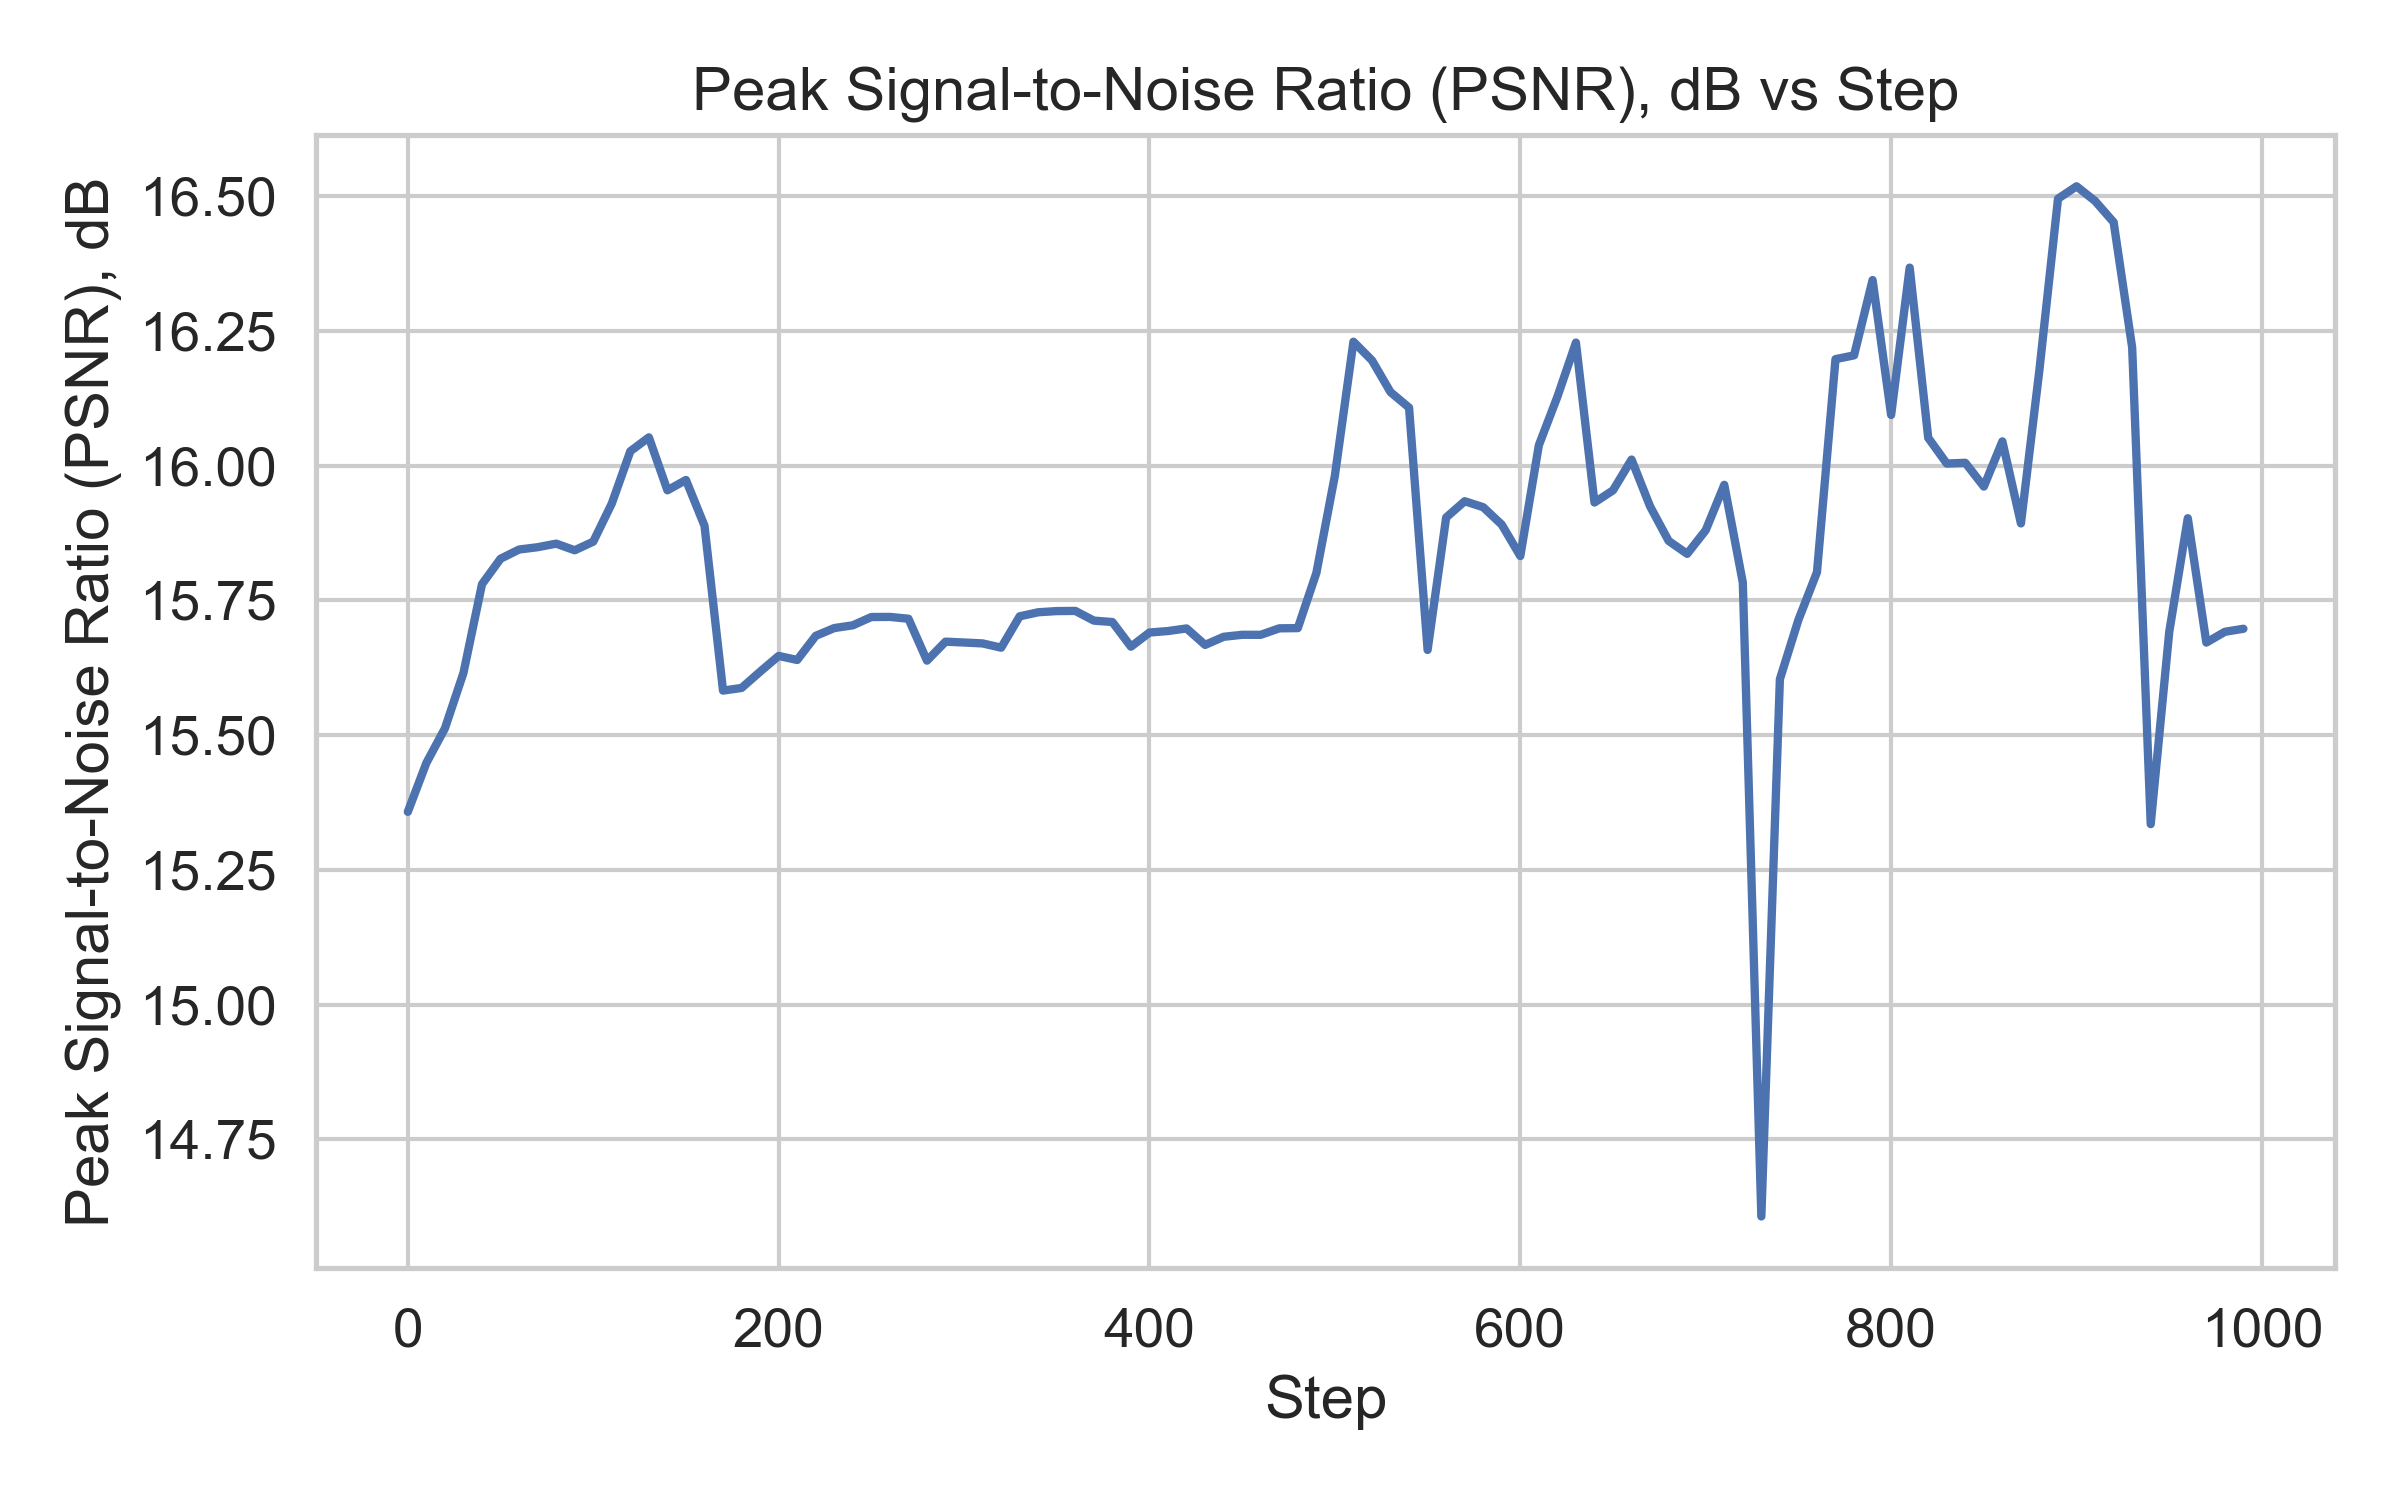 Peak Signal-to-Noise Ratio (PSNR), dB vs Step
Peak Signal-to-Noise Ratio (PSNR), dB
16.50
16.25
16.00
15.75
15.50
15.25
15.00
14.75
0 200 400 600 800 1000
Step